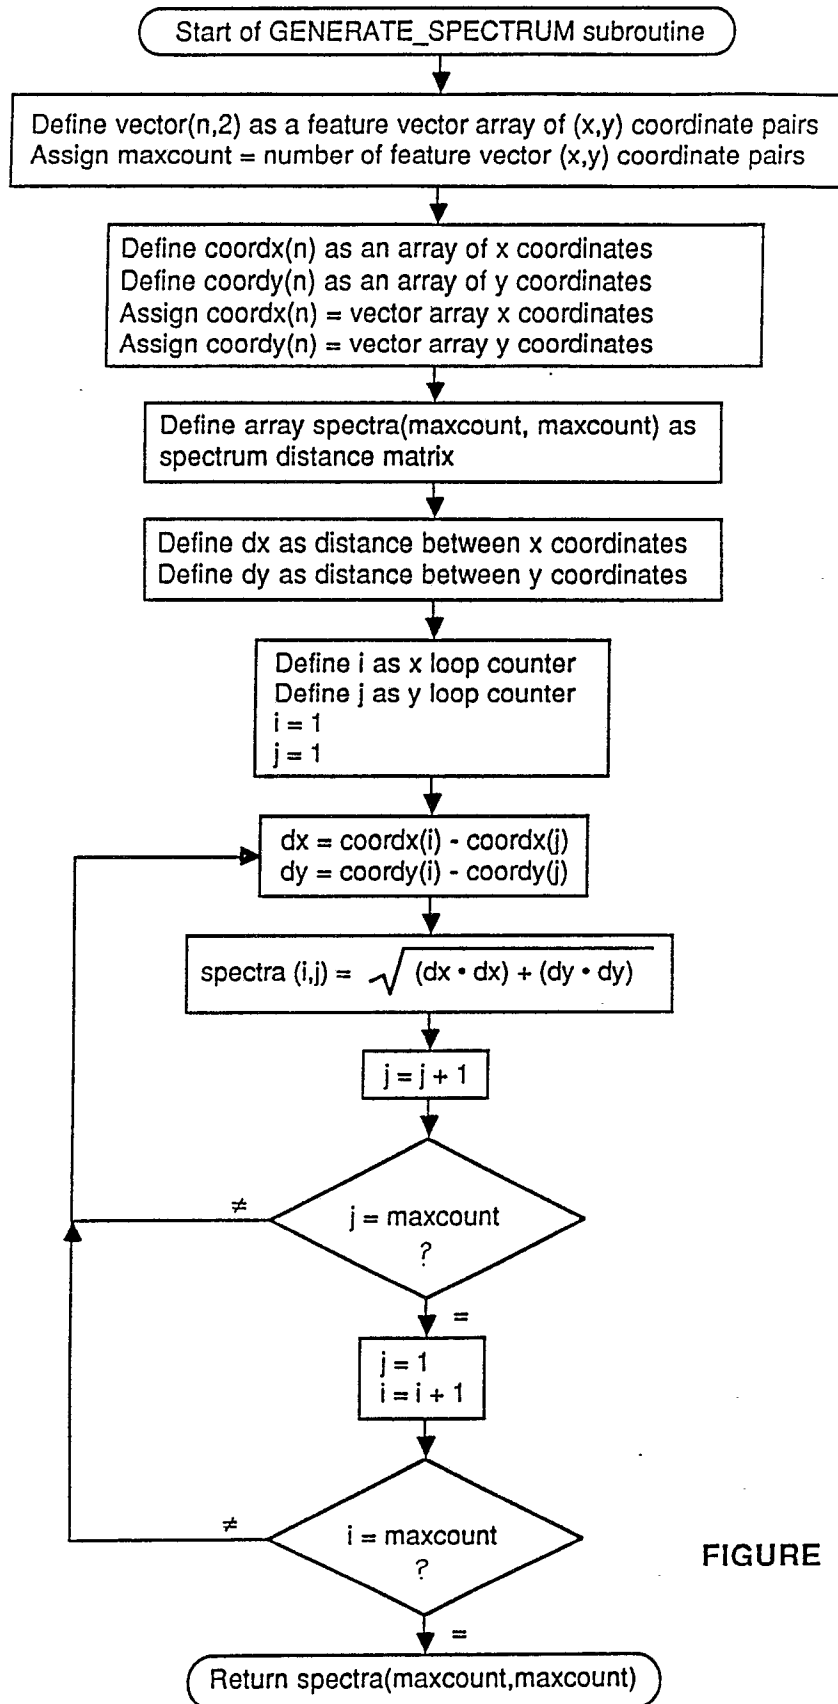 Start of GENERATE_SPECTRUM subroutine
Define vector(n,2) as a feature vector array of (x,y) coordinate pairs
Assign maxcount = number of feature vector (x,y) coordinate pairs
Define coordx(n) as an array of x coordinates
Define coordy(n) as an array of y coordinates
Assign coordx(n) = vector array x coordinates
Assign coordy(n) = vector array y coordinates
Define array spectra(maxcount, maxcount) as
spectrum distance matrix
Define dx as distance between x coordinates
Define dy as distance between y coordinates
Define i as x loop counter
Define j as y loop counter
i = 1
j = 1
dx = coordx(i) - coordx(j)
dy = coordy(i) - coordy(j)
spectra (i,j) = √(dx • dx) + (dy • dy)
j = j + 1
≠
j = maxcount
?
=
j = 1
i = i + 1
≠
i = maxcount
?
FIGURE
=
Return spectra(maxcount,maxcount)